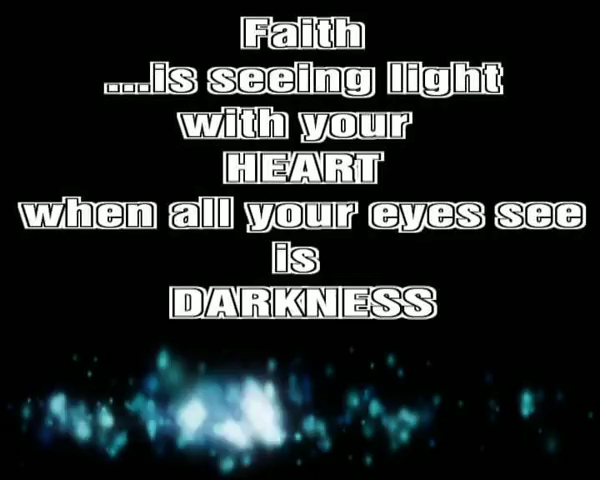 Faith
...is seeing light
with your
HEART
when all your eyes see
is
DARKNESS